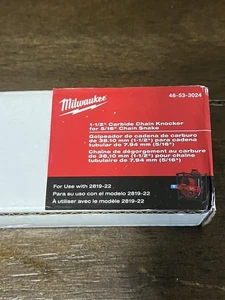 Milwaukee
48-53-3024
1-1/2" Carbide Chain Knocker
for 5/16" Chain Snake
Golpeador de cadena de carburo
de 38,10 mm (1-1/2") para cadena
tubular de 7.94 mm (5/16")
Chaîne de dégorgement au carbure
de 38,10 mm (1-1/2") pour chaîne
tubulaire de 7.94 mm (5/16")
For Use with 2819-22
Para su uso con el modelo 2819-22
À utiliser avec le modèle 2819-22